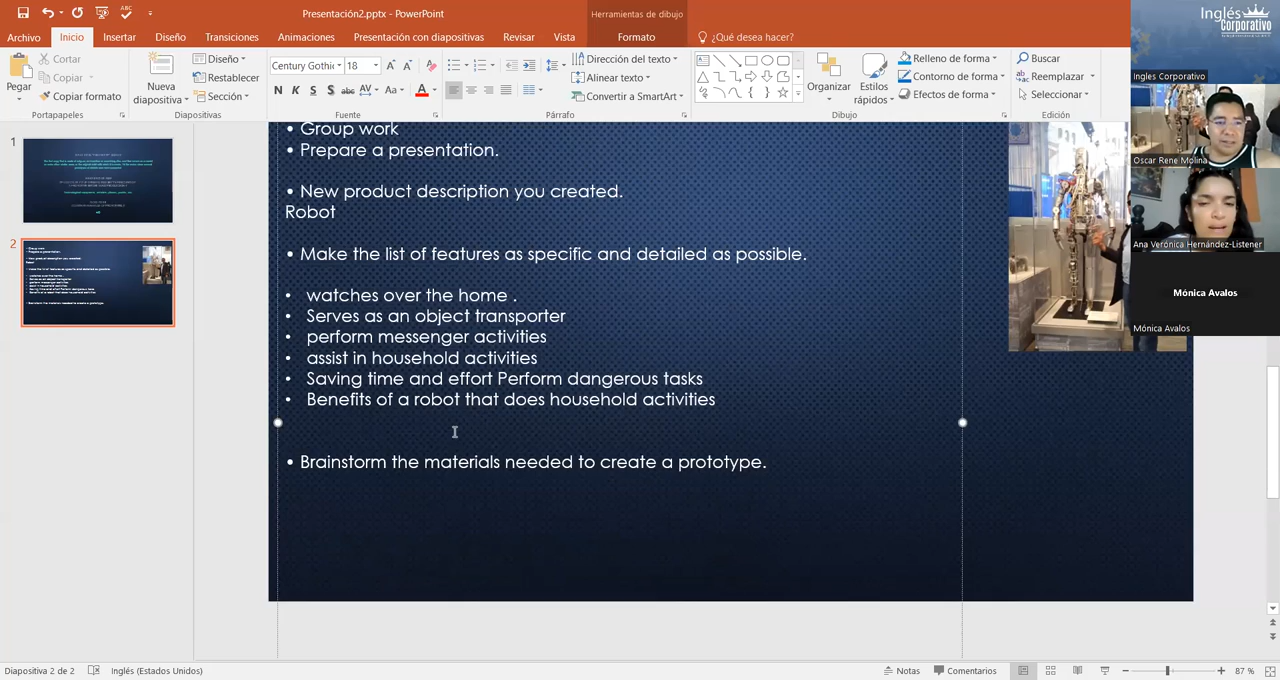 Presentación2.pptx - PowerPoint
Herramientas de dibujo
Archivo
Inicio
Insertar
Diseño
Transiciones
Animaciones
Presentación con diapositivas
Revisar
Vista
Formato
¿Qué desea hacer?
Pegar
Cortar
Copiar
Copiar formato
Portapapeles
Nueva
diapositiva
Diseño
Restablecer
Sección
Diapositivas
Century Gothic
18
N K S S abc AV Aa A
Fuente
Dirección del texto
Alinear texto
Convertir a SmartArt
Párrafo
Organizar
Estilos
rápidos
Relleno de forma
Contorno de forma
Efectos de forma
Dibujo
Buscar
Reemplazar
Seleccionar
Edición
Inglés
Corporativo
Ingles Corporativo
Oscar Rene Molina
Ana Verónica Hernández-Listener
Mónica Avalos
Mónica Avalos
1
2
• Group work
• Prepare a presentation.
• New product description you created.
Robot
• Make the list of features as specific and detailed as possible.
• watches over the home .
• Serves as an object transporter
• perform messenger activities
• assist in household activities
• Saving time and effort Perform dangerous tasks
• Benefits of a robot that does household activities
• Brainstorm the materials needed to create a prototype.
Diapositiva 2 de 2
Inglés (Estados Unidos)
Notas
Comentarios
87 %